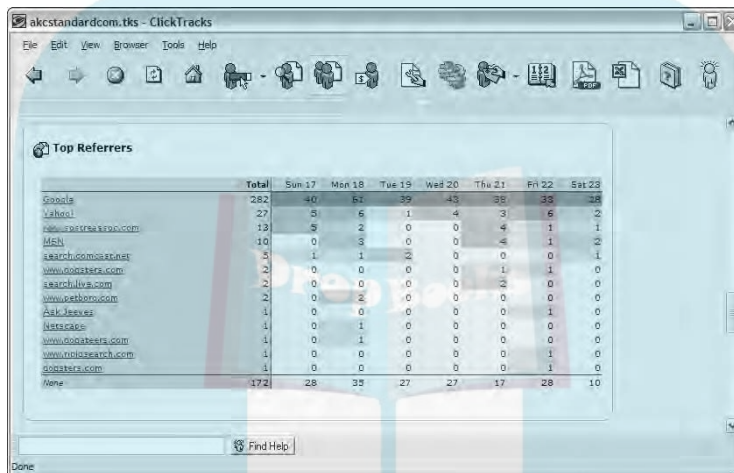 akcstandardcom.tks - ClickTracks
File Edit View Browser Tools Help
Top Referrers
Total Sun 17 Mon 18 Tue 19 Wed 20 Thu 21 Fri 22 Sat 23
Google 282 40 61 39 43 38 33 28
Yahoo! 27 5 6 1 4 3 6 2
13 5 2 0 0 4 1 1
MSN 10 0 3 0 0 4 1 2
search.comcast.net 5 1 1 2 0 0 0 1
www.dogsters.com 2 0 0 0 0 1 1 0
search.live.com 2 0 0 0 0 2 0 0
www.petboro.com 2 0 2 0 0 0 0 0
Ask Jeeves 1 0 0 0 0 0 1 0
Netscape 1 0 1 0 0 0 0 0
www.dogateers.com 1 0 1 0 0 0 0 0
1 0 0 0 0 0 1 0
dogsters.com 1 0 0 0 0 0 1 0
None 172 28 35 27 27 17 28 10
DropBooks
Find Help
Done